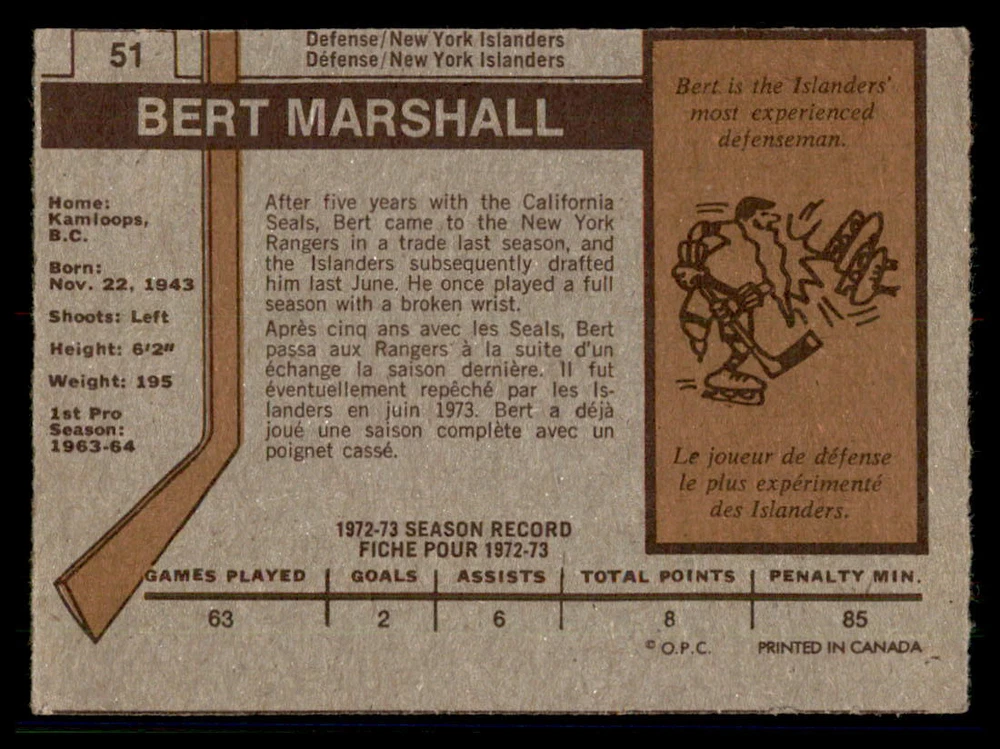 51
Defense/New York Islanders
Défense/New York Islanders
BERT MARSHALL
Home:
Kamloops,
B.C.
Born:
Nov. 22, 1943
Shoots: Left
Height: 6'2"
Weight: 195
1st Pro
Season:
1963-64
After five years with the California
Seals, Bert came to the New York
Rangers in a trade last season, and
the Islanders subsequently drafted
him last June. He once played a full
season with a broken wrist.
Après cinq ans avec les Seals, Bert
passa aux Rangers à la suite d'un
échange la saison dernière. Il fut
éventuellement repêché par les Is-
landers en juin 1973. Bert a déjà
joué une saison complète avec un
poignet cassé.
Bert is the Islanders'
most experienced
defenseman.
Le joueur de défense
le plus expérimenté
des Islanders.
1972-73 SEASON RECORD
FICHE POUR 1972-73
GAMES PLAYED GOALS ASSISTS TOTAL POINTS PENALTY MIN.
63 2 6 8 85
© O.P.C. PRINTED IN CANADA